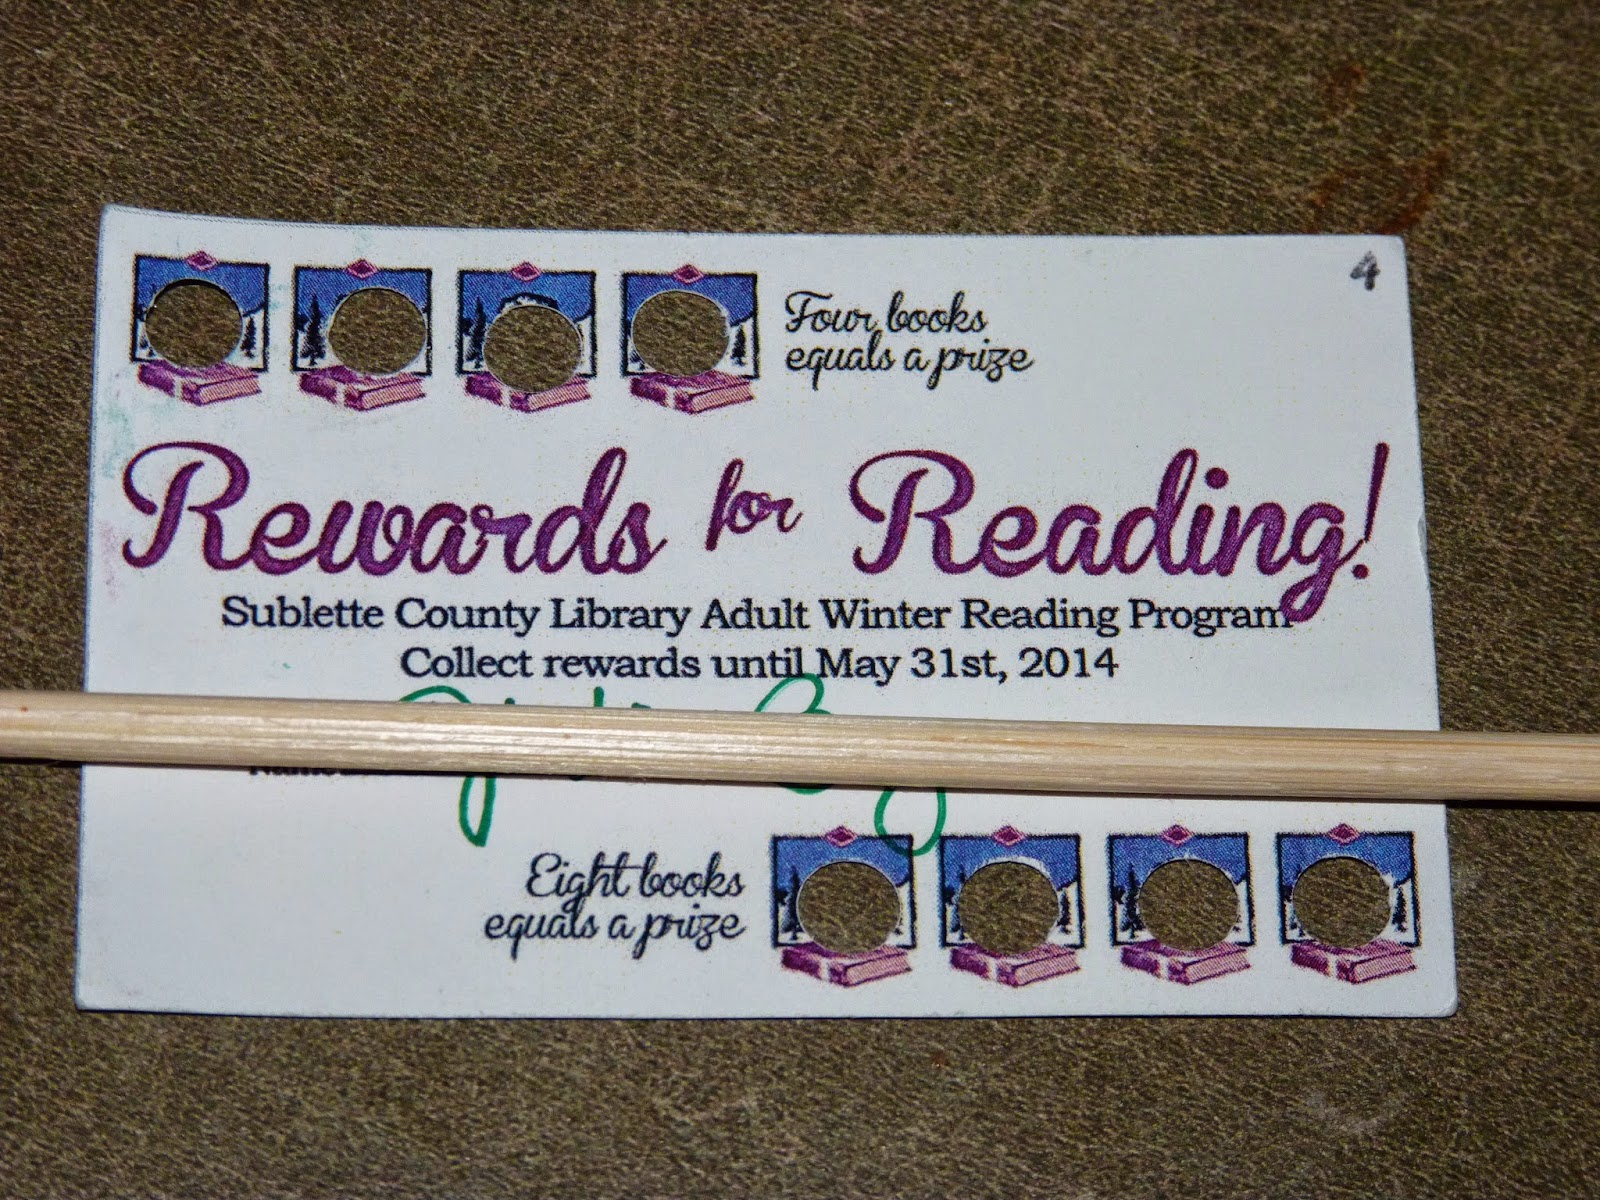 4
Four books
equals a prize
Rewards for Reading!
Sublette County Library Adult Winter Reading Program
Collect rewards until May 31st, 2014
Eight books
equals a prize